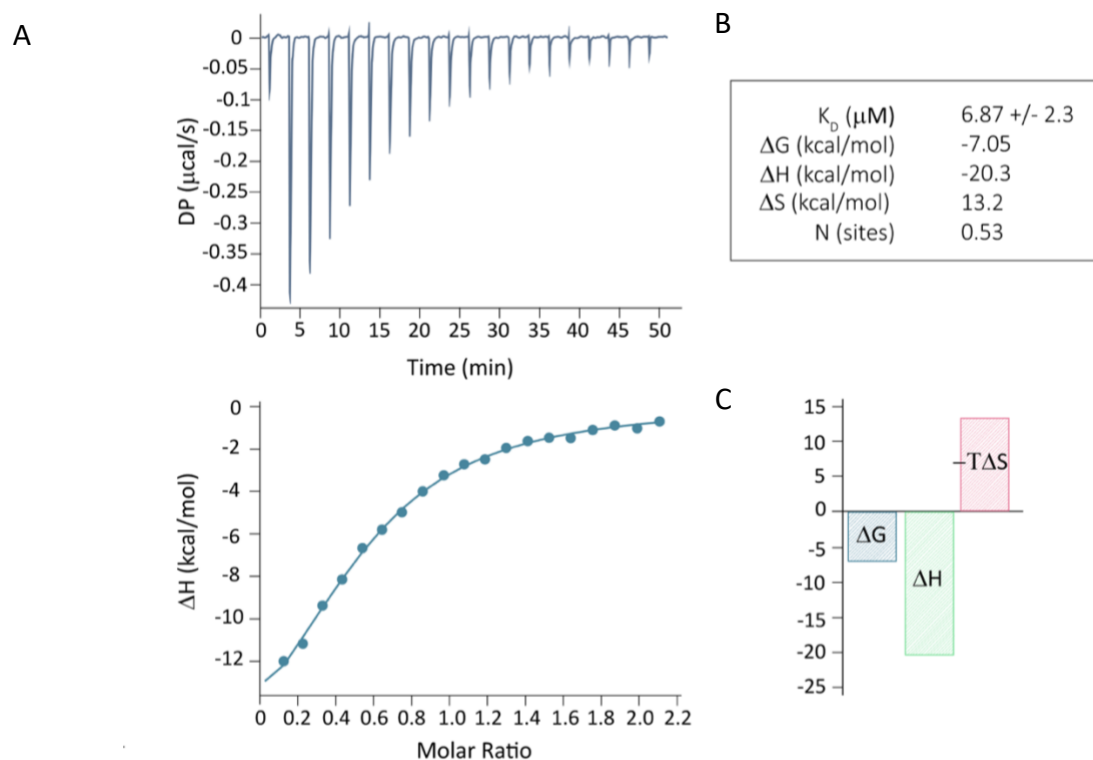 A
0
-0.05
-0.1
-0.15
-0.2
-0.25
-0.3
-0.35
-0.4
DP (μcal/s)
0 5 10 15 20 25 30 35 40 45 50
Time (min)
0
-2
-4
-6
-8
-10
-12
ΔH (kcal/mol)
0 0.2 0.4 0.6 0.8 1.0 1.2 1.4 1.6 1.8 2.0 2.2
Molar Ratio
B
K_D (μM) 6.87 +/- 2.3
ΔG (kcal/mol) -7.05
ΔH (kcal/mol) -20.3
ΔS (kcal/mol) 13.2
N (sites) 0.53
C
15
10
5
0
-5
-10
-15
-20
-25
ΔG
ΔH
−TΔS